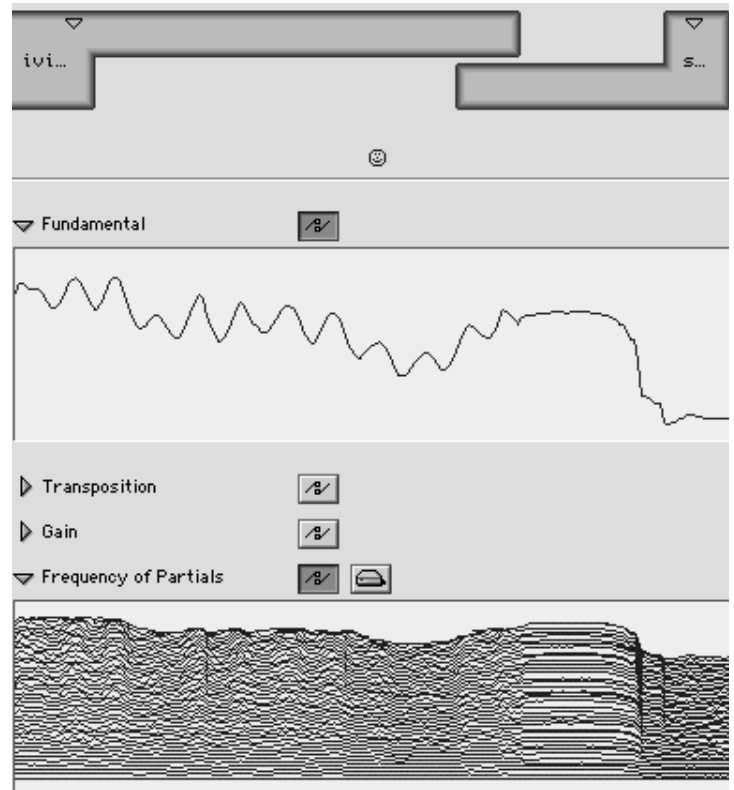 ivi...
s...
Fundamental
Transposition
Gain
Frequency of Partials